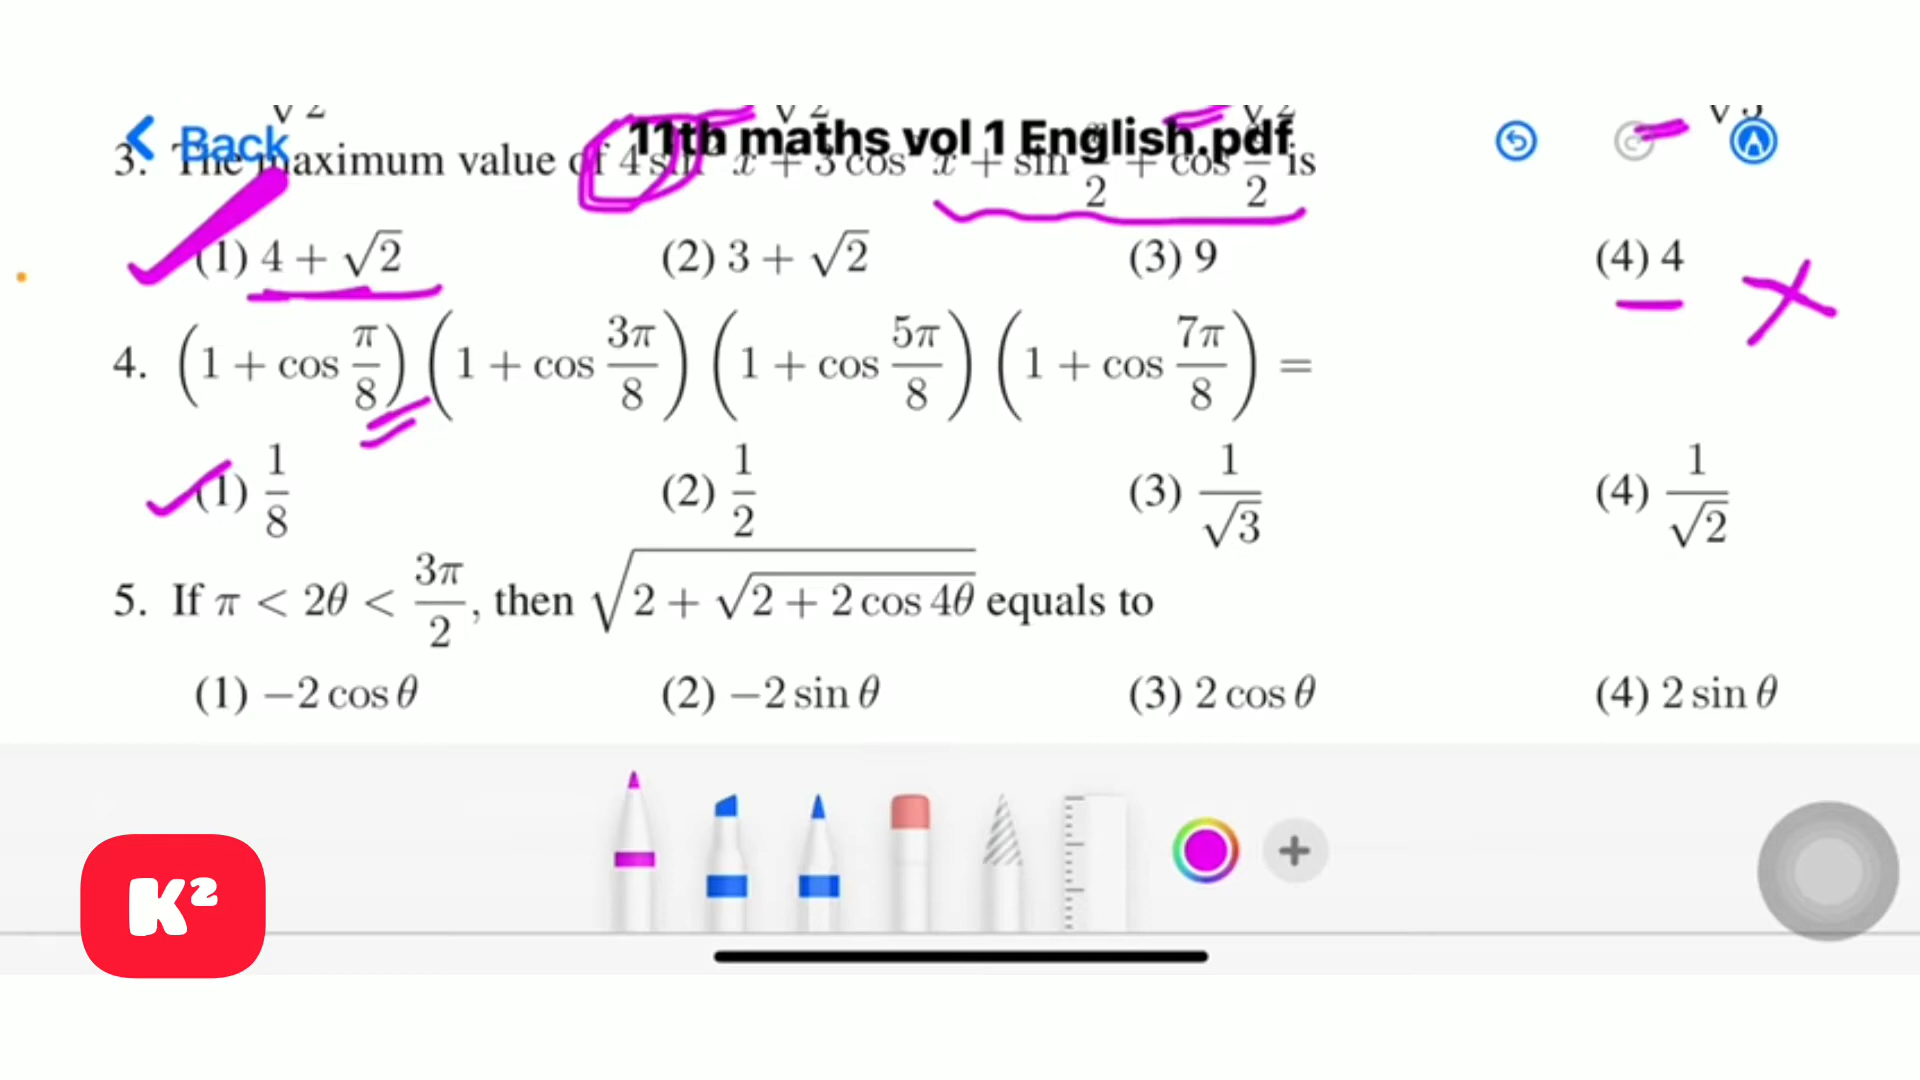 Back 11th maths vol 1 English.pdf
3. The maximum value of 4 sin² x + 3 cos² x + sin x/2 + cos x/2 is
(1) 4 + √2 (2) 3 + √2 (3) 9 (4) 4
4. (1 + cos π/8) (1 + cos 3π/8) (1 + cos 5π/8) (1 + cos 7π/8) =
(1) 1/8 (2) 1/2 (3) 1/√3 (4) 1/√2
5. If π < 2θ < 3π/2, then √(2 + √(2 + 2 cos 4θ)) equals to
(1) −2 cos θ (2) −2 sin θ (3) 2 cos θ (4) 2 sin θ
K²